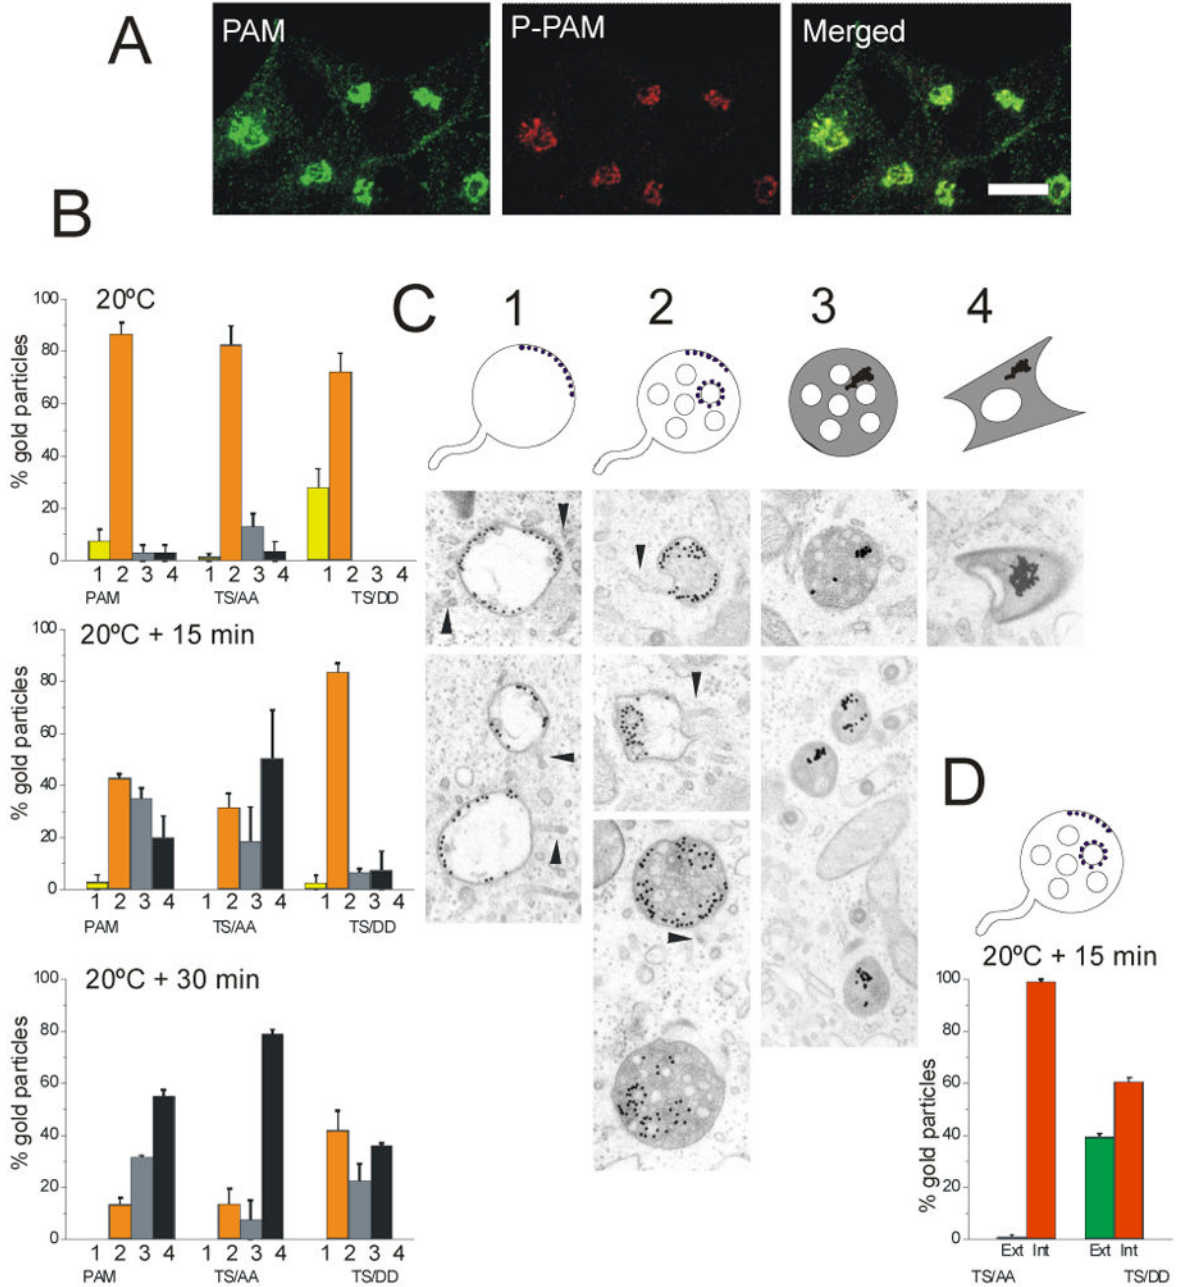 A
PAM
P-PAM
Merged
B
20ºC
% gold particles
100
80
60
40
20
0
1 2 3 4 1 2 3 4 1 2 3 4
PAM TS/AA TS/DD
20ºC + 15 min
% gold particles
100
80
60
40
20
0
1 2 3 4 1 2 3 4 1 2 3 4
PAM TS/AA TS/DD
20ºC + 30 min
% gold particles
100
80
60
40
20
0
1 2 3 4 1 2 3 4 1 2 3 4
PAM TS/AA TS/DD
C
1 2 3 4
D
20ºC + 15 min
% gold particles
100
80
60
40
20
0
Ext Int Ext Int
TS/AA TS/DD